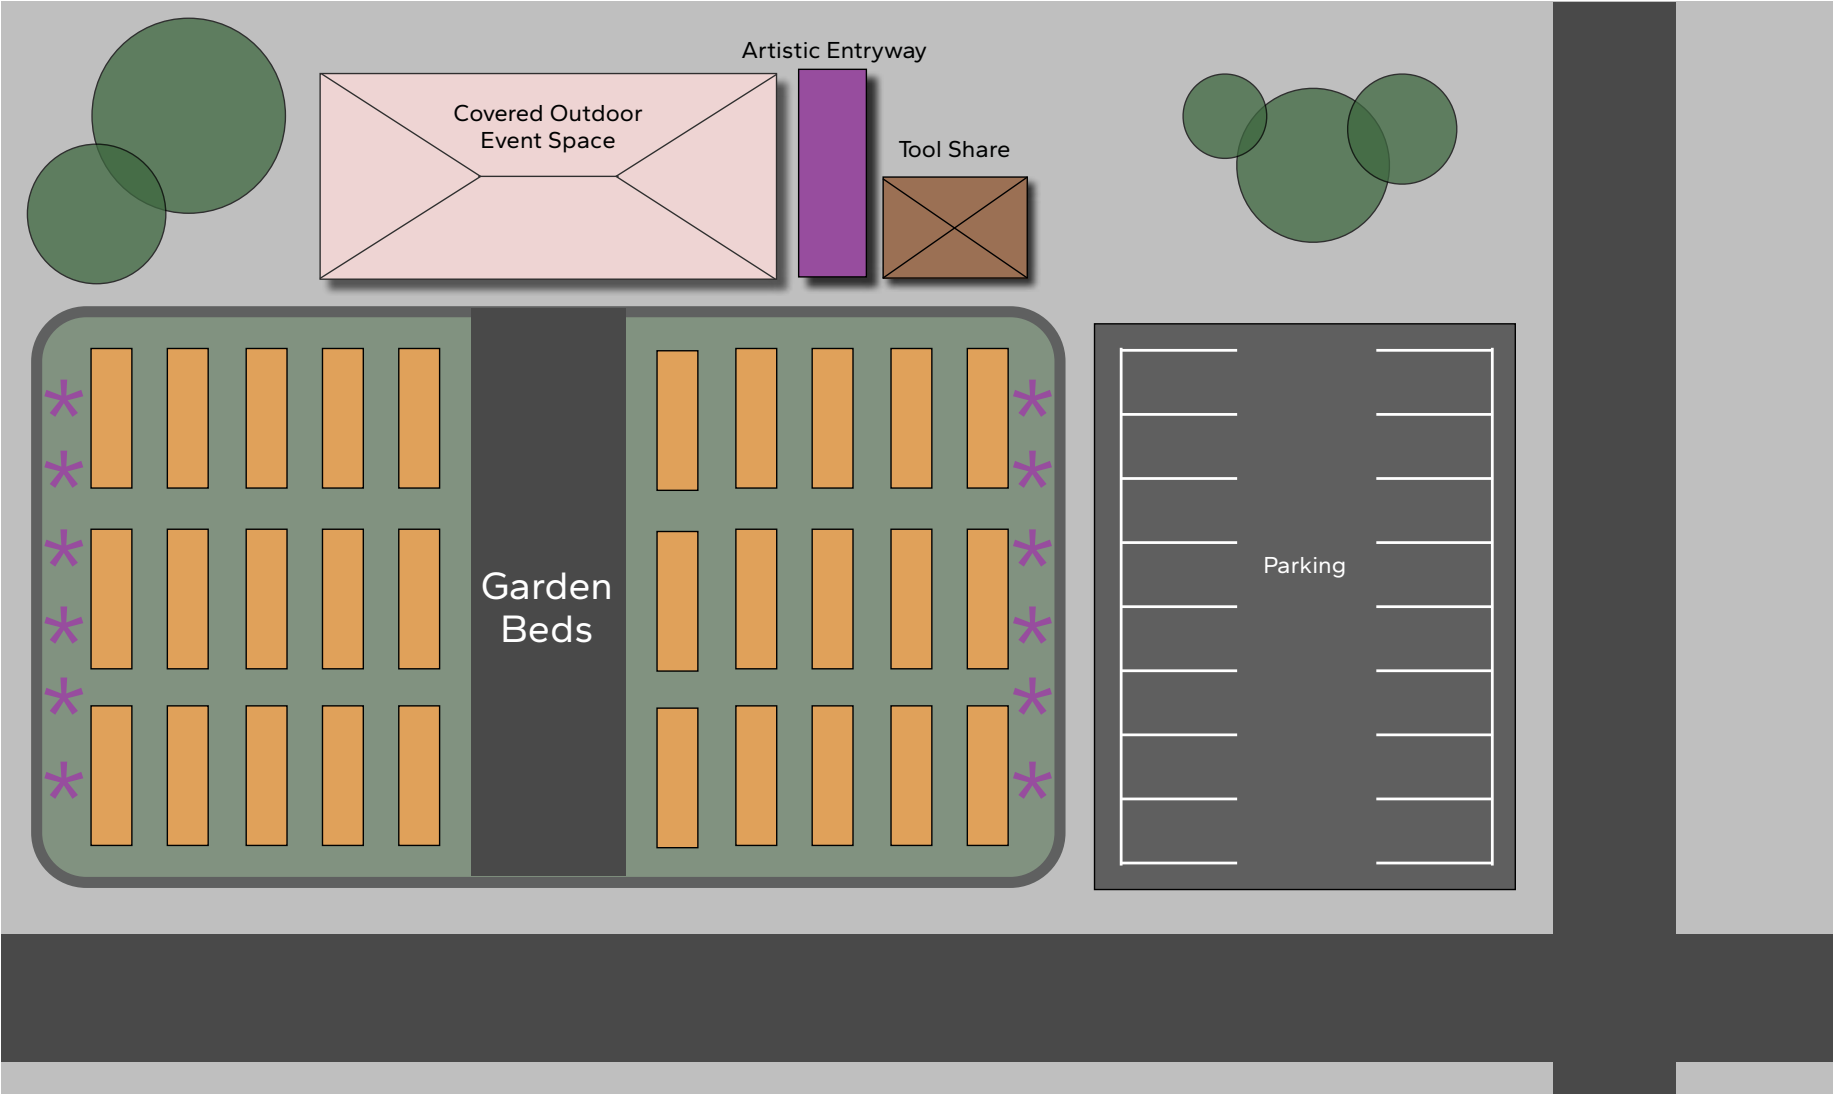 Artistic Entryway
Covered Outdoor
Event Space
Tool Share
Garden
Beds
Parking